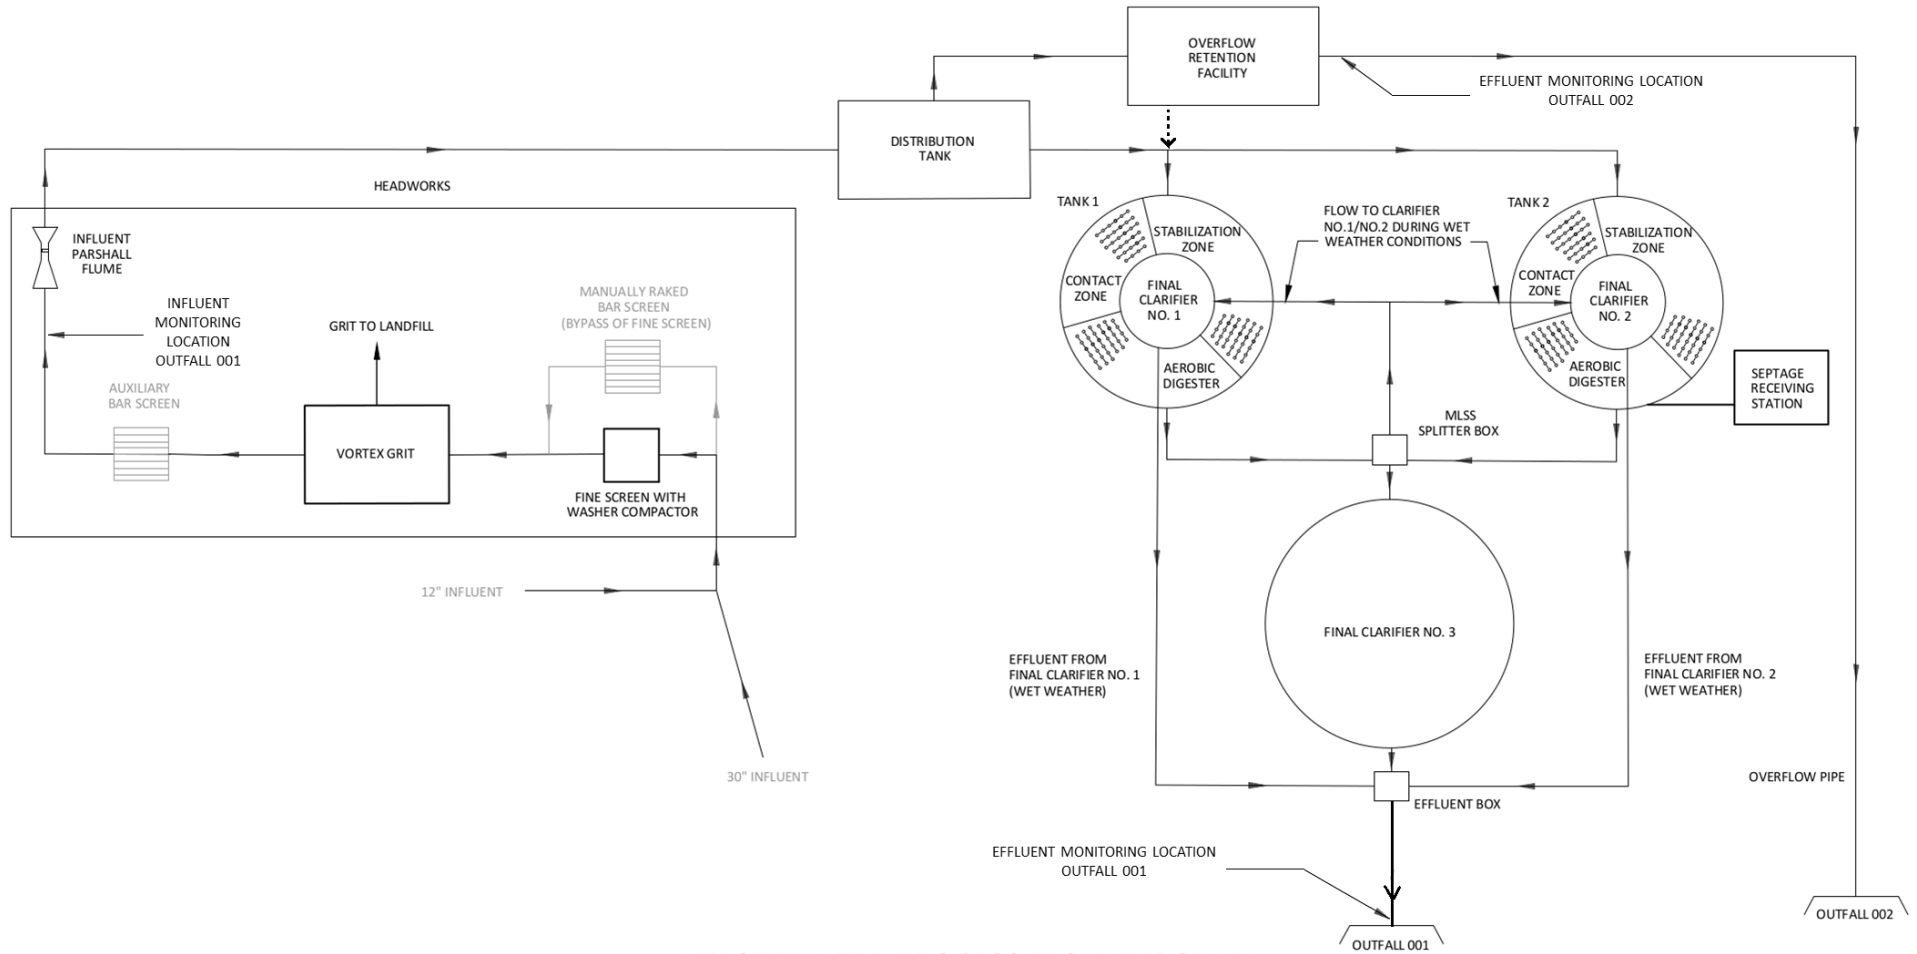 OVERFLOW
RETENTION
FACILITY
EFFLUENT MONITORING LOCATION
OUTFALL 002
DISTRIBUTION
TANK
HEADWORKS
INFLUENT
PARSHALL
FLUME
INFLUENT
MONITORING
LOCATION
OUTFALL 001
GRIT TO LANDFILL
MANUALLY RAKED
BAR SCREEN
(BYPASS OF FINE SCREEN)
AUXILIARY
BAR SCREEN
VORTEX GRIT
FINE SCREEN WITH
WASHER COMPACTOR
12" INFLUENT
30" INFLUENT
TANK 1
STABILIZATION
ZONE
CONTACT
ZONE
FINAL
CLARIFIER
NO. 1
AEROBIC
DIGESTER
FLOW TO CLARIFIER
NO.1/NO.2 DURING WET
WEATHER CONDITIONS
TANK 2
STABILIZATION
ZONE
CONTACT
ZONE
FINAL
CLARIFIER
NO. 2
AEROBIC
DIGESTER
SEPTAGE
RECEIVING
STATION
MLSS
SPLITTER BOX
FINAL CLARIFIER NO. 3
EFFLUENT FROM
FINAL CLARIFIER NO. 1
(WET WEATHER)
EFFLUENT FROM
FINAL CLARIFIER NO. 2
(WET WEATHER)
OVERFLOW PIPE
EFFLUENT BOX
EFFLUENT MONITORING LOCATION
OUTFALL 001
OUTFALL 002
OUTFALL 001